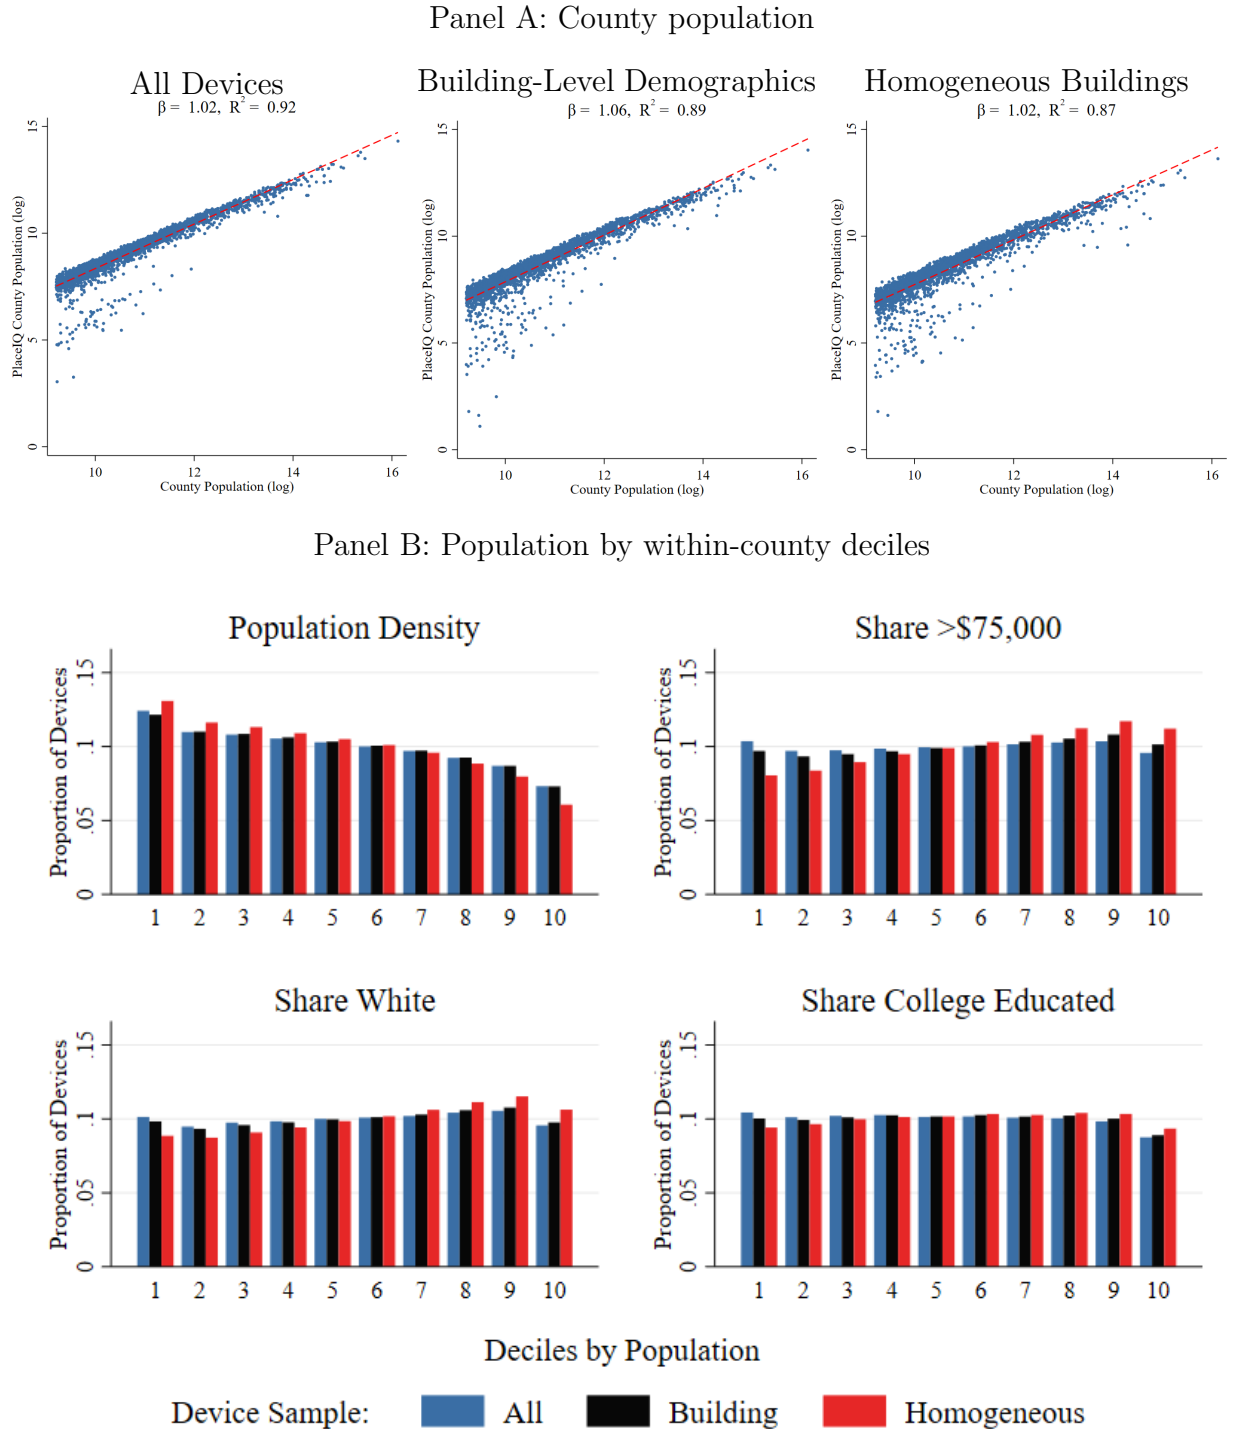 Panel A: County population
All Devices
β = 1.02, R² = 0.92
PlaceIQ County Population (log)
15
10
5
0
10 12 14 16
County Population (log)
Building-Level Demographics
β = 1.06, R² = 0.89
PlaceIQ County Population (log)
15
10
5
0
10 12 14 16
County Population (log)
Homogeneous Buildings
β = 1.02, R² = 0.87
PlaceIQ County Population (log)
15
10
5
0
10 12 14 16
County Population (log)
Panel B: Population by within-county deciles
Population Density
Proportion of Devices
.15
.1
.05
0
1 2 3 4 5 6 7 8 9 10
Share >$75,000
Proportion of Devices
.15
.1
.05
0
1 2 3 4 5 6 7 8 9 10
Share White
Proportion of Devices
.15
.1
.05
0
1 2 3 4 5 6 7 8 9 10
Share College Educated
Proportion of Devices
.15
.1
.05
0
1 2 3 4 5 6 7 8 9 10
Deciles by Population
Device Sample: All Building Homogeneous